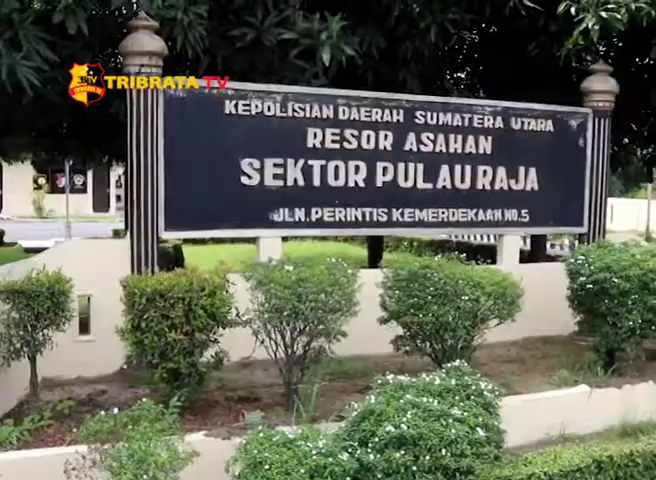 TRIBRATA TV
KEPOLISIAN DAERAH SUMATERA UTARA
RESOR ASAHAN
SEKTOR PULAU RAJA
JLN. PERINTIS KEMERDEKAAN NO. 5